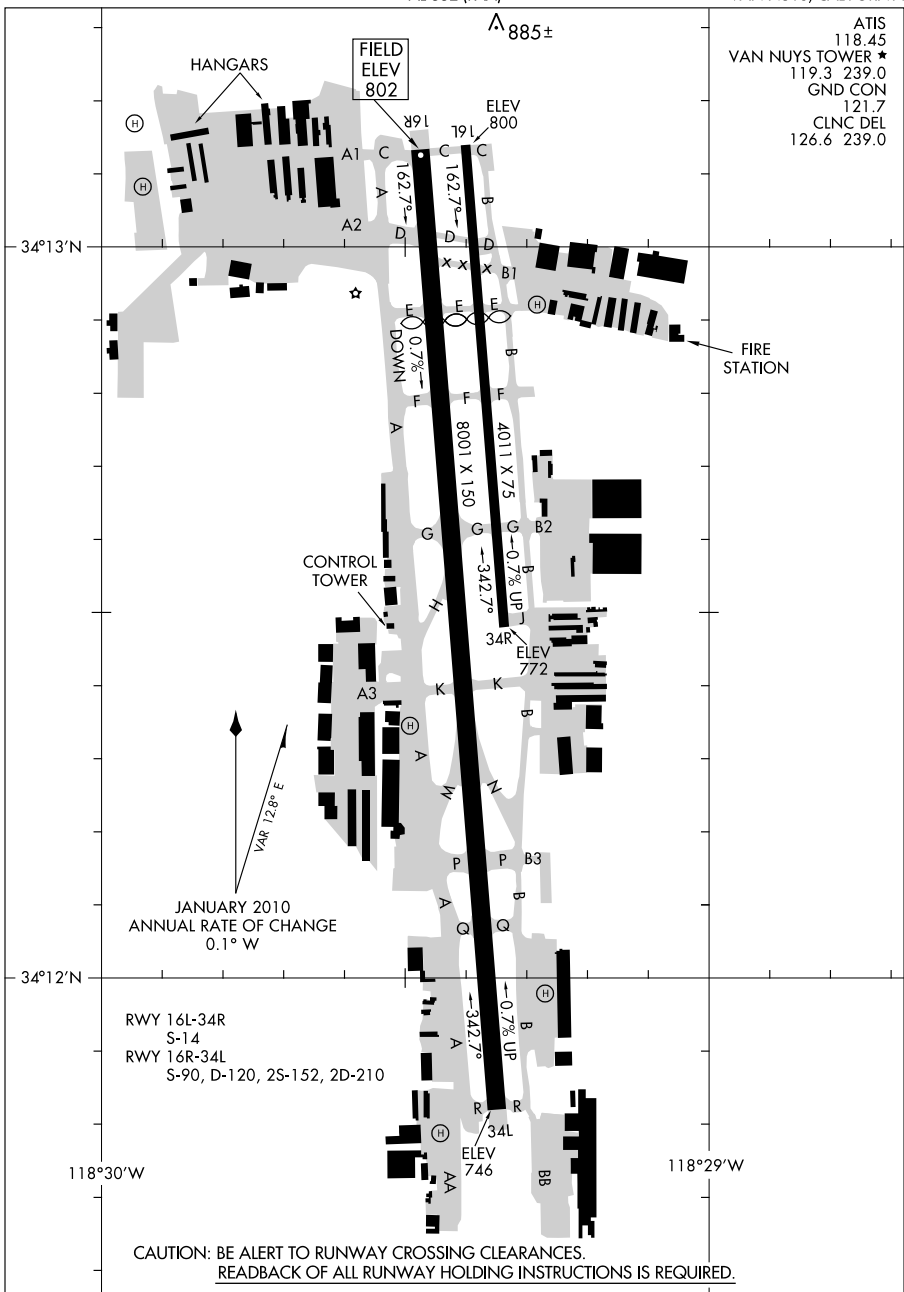 885±
ATIS
118.45
VAN NUYS TOWER ★
119.3 239.0
GND CON
121.7
CLNC DEL
126.6 239.0
FIELD
ELEV
802
HANGARS
ELEV
800
16R
16L
H
A1 C C C
H
162.7°
162.7°
A
B
A2
D D D
34°13'N
X X X
B1
E E E
H
FIRE
STATION
0.7%
DOWN
B
F F F
A
8001 X 150
4011 X 75
G G G B2
CONTROL
TOWER
342.7°
0.7% UP
B
H
J
34R
ELEV
772
K K
A3
B
H
A
M N
VAR 12.8° E
P P B3
A
B
JANUARY 2010
ANNUAL RATE OF CHANGE
0.1° W
Q Q
34°12'N
H
342.7°
0.7% UP
B
A
RWY 16L-34R
S-14
RWY 16R-34L
S-90, D-120, 2S-152, 2D-210
R R
34L
H
ELEV
746
118°30'W
118°29'W
AA
BB
CAUTION: BE ALERT TO RUNWAY CROSSING CLEARANCES.
READBACK OF ALL RUNWAY HOLDING INSTRUCTIONS IS REQUIRED.